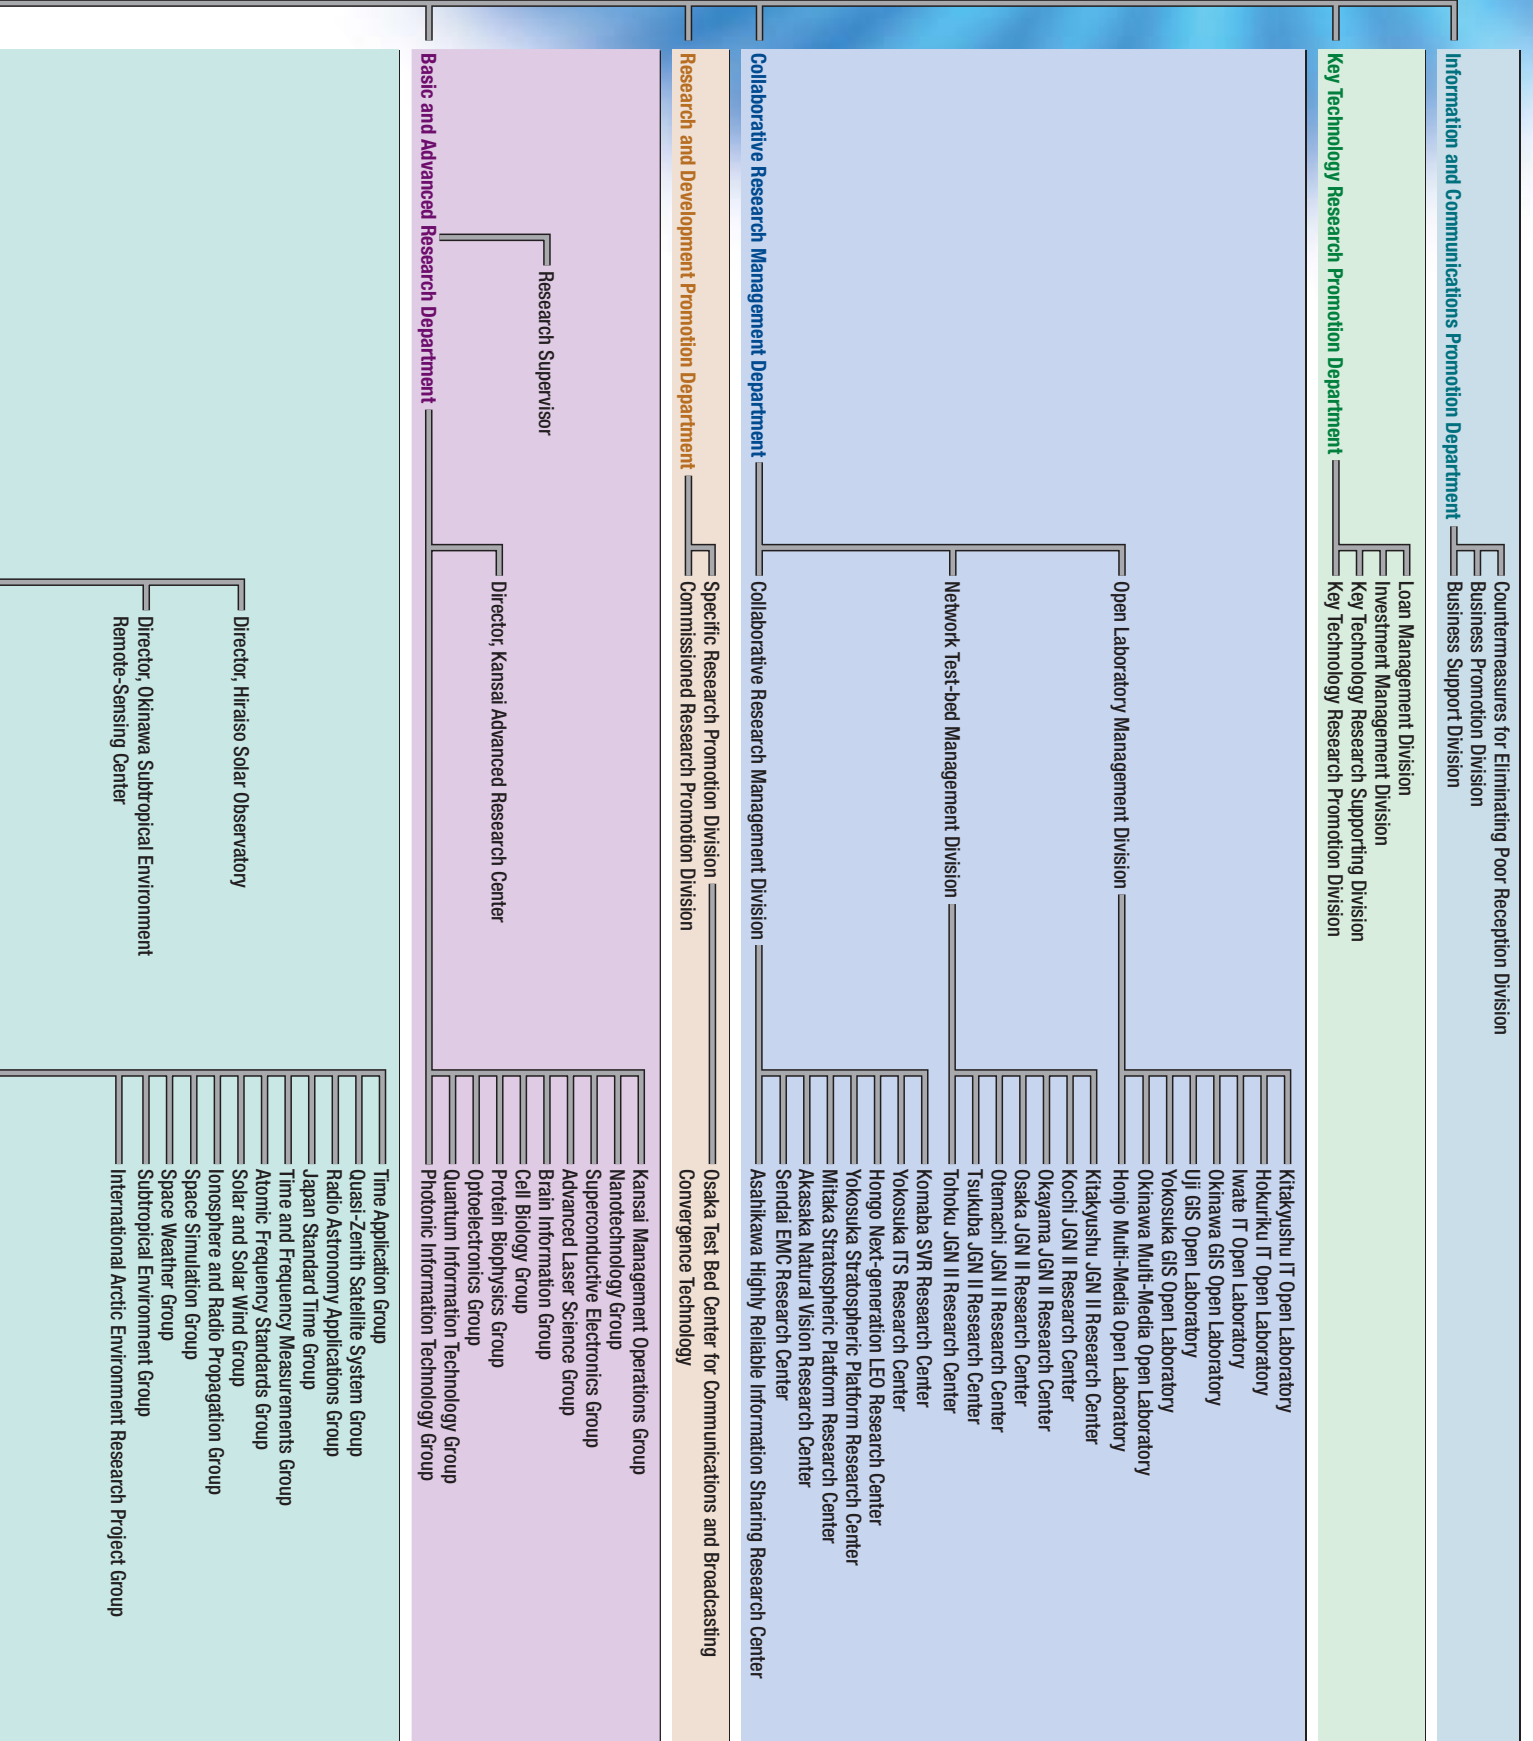 Information and Communications Promotion Department
Countermeasures for Eliminating Poor Reception Division
Business Promotion Division
Business Support Division
Key Technology Research Promotion Department
Loan Management Division
Investment Management Division
Key Technology Research Supporting Division
Key Technology Research Promotion Division
Collaborative Research Management Department
Open Laboratory Management Division
Kitakyushu IT Open Laboratory
Hokuriku IT Open Laboratory
Iwate IT Open Laboratory
Okinawa GIS Open Laboratory
Uji GIS Open Laboratory
Yokosuka GIS Open Laboratory
Okinawa Multi-Media Open Laboratory
Honjo Multi-Media Open Laboratory
Network Test-bed Management Division
Kitakyushu JGN II Research Center
Kochi JGN II Research Center
Okayama JGN II Research Center
Osaka JGN II Research Center
Otemachi JGN II Research Center
Tsukuba JGN II Research Center
Tohoku JGN II Research Center
Collaborative Research Management Division
Komaba SVR Research Center
Yokosuka ITS Research Center
Hongo Next-generation LEO Research Center
Yokosuka Stratospheric Platform Research Center
Mitaka Stratospheric Platform Research Center
Akasaka Natural Vision Research Center
Sendai EMC Research Center
Asahikawa Highly Reliable Information Sharing Research Center
Research and Development Promotion Department
Specific Research Promotion Division
Osaka Test Bed Center for Communications and Broadcasting
Convergence Technology
Commissioned Research Promotion Division
Basic and Advanced Research Department
Research Supervisor
Director, Kansai Advanced Research Center
Kansai Management Operations Group
Nanotechnology Group
Superconductive Electronics Group
Advanced Laser Science Group
Brain Information Group
Cell Biology Group
Protein Biophysics Group
Optoelectronics Group
Quantum Information Technology Group
Photonic Information Technology Group
Director, Hiraiso Solar Observatory
Director, Okinawa Subtropical Environment
Remote-Sensing Center
Time Application Group
Quasi-Zenith Satellite System Group
Radio Astronomy Applications Group
Japan Standard Time Group
Time and Frequency Measurements Group
Atomic Frequency Standards Group
Solar and Solar Wind Group
Ionosphere and Radio Propagation Group
Space Simulation Group
Space Weather Group
Subtropical Environment Group
International Arctic Environment Research Project Group